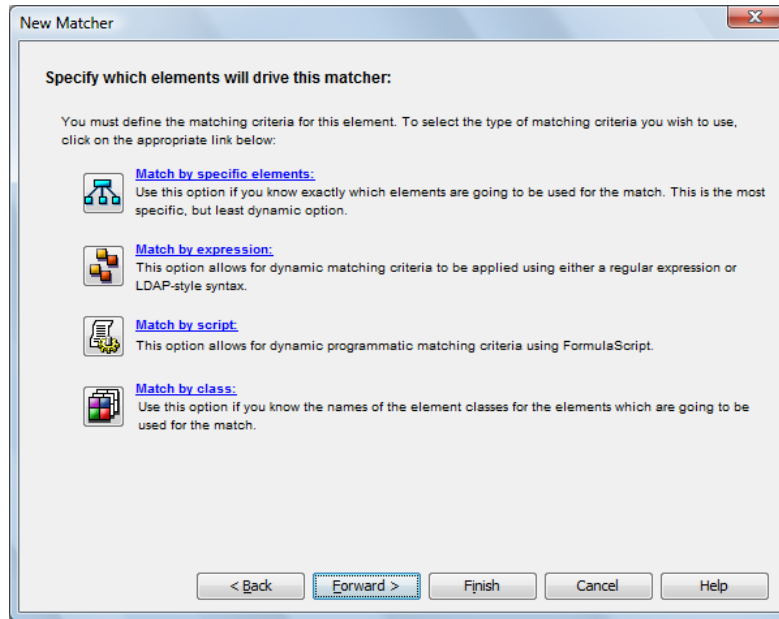 New Matcher
Specify which elements will drive this matcher:
You must define the matching criteria for this element. To select the type of matching criteria you wish to use,
click on the appropriate link below:
Match by specific elements:
Use this option if you know exactly which elements are going to be used for the match. This is the most
specific, but least dynamic option.
Match by expression:
This option allows for dynamic matching criteria to be applied using either a regular expression or
LDAP-style syntax.
Match by script:
This option allows for dynamic programmatic matching criteria using FormulaScript.
Match by class:
Use this option if you know the names of the element classes for the elements which are going to be
used for the match.
< Back Forward > Finish Cancel Help